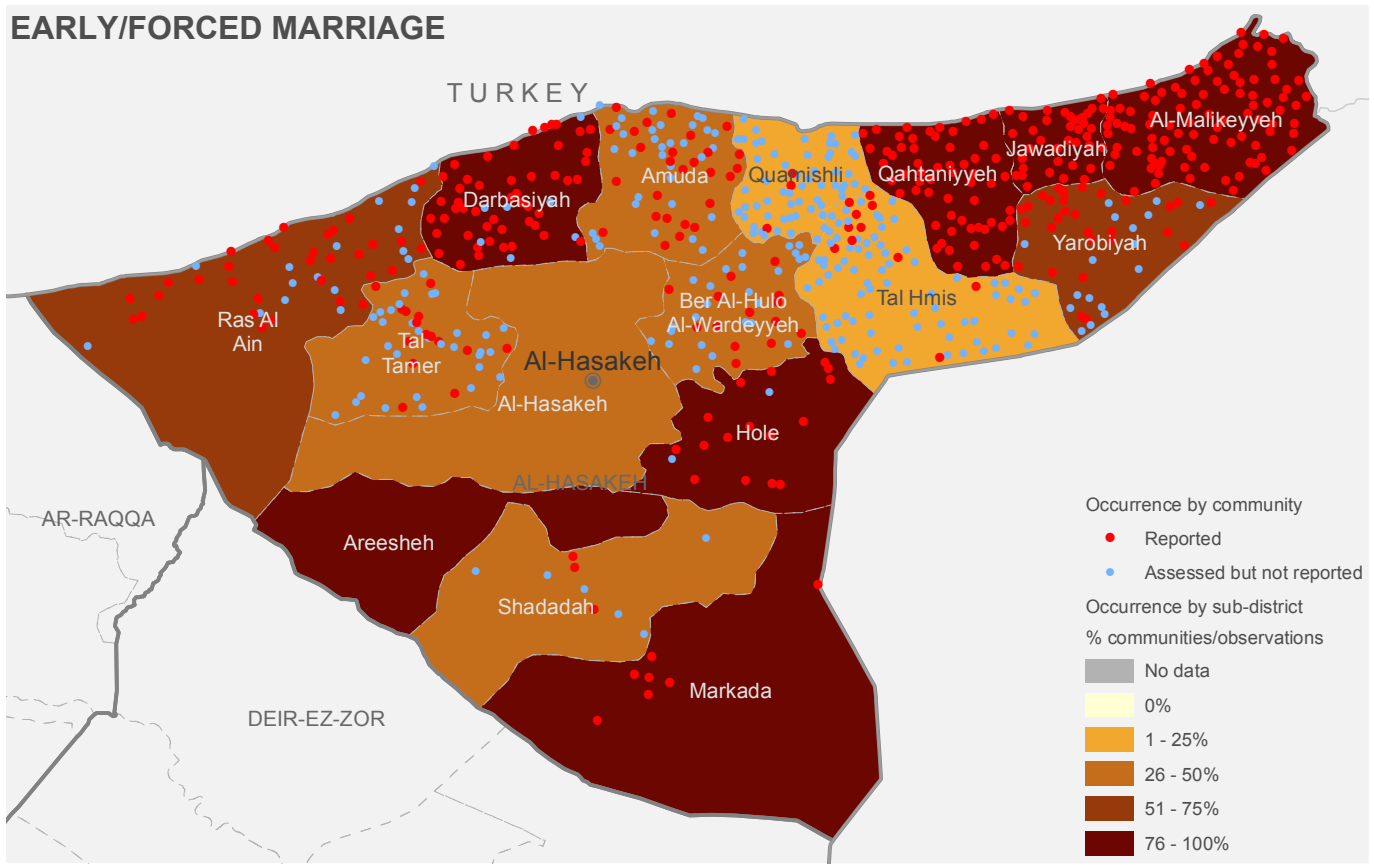 EARLY/FORCED MARRIAGE
TURKEY
Al-Malikeyyeh
Jawadiyah
Qahtaniyyeh
Quamishli
Amuda
Darbasiyah
Yarobiyah
Tal Hmis
Ber Al-Hulo
Al-Wardeyyeh
Ras Al
Ain
Tal
Tamer
Al-Hasakeh
Al-Hasakeh
Hole
AL-HASAKEH
AR-RAQQA
Areesheh
Shadadah
Markada
DEIR-EZ-ZOR
Occurrence by community
Reported
Assessed but not reported
Occurrence by sub-district
% communities/observations
No data
0%
1 - 25%
26 - 50%
51 - 75%
76 - 100%